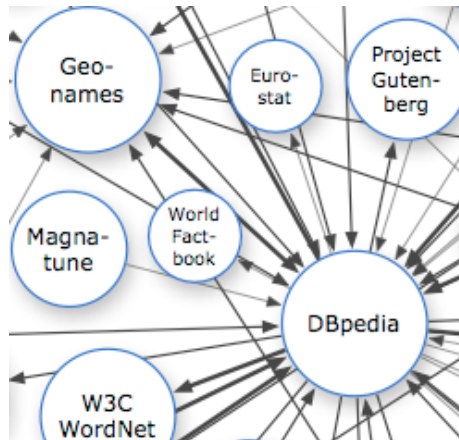 Geo-
names
Euro-
stat
Project
Guten-
berg
World
Fact-
book
Magna-
tune
DBpedia
W3C
WordNet